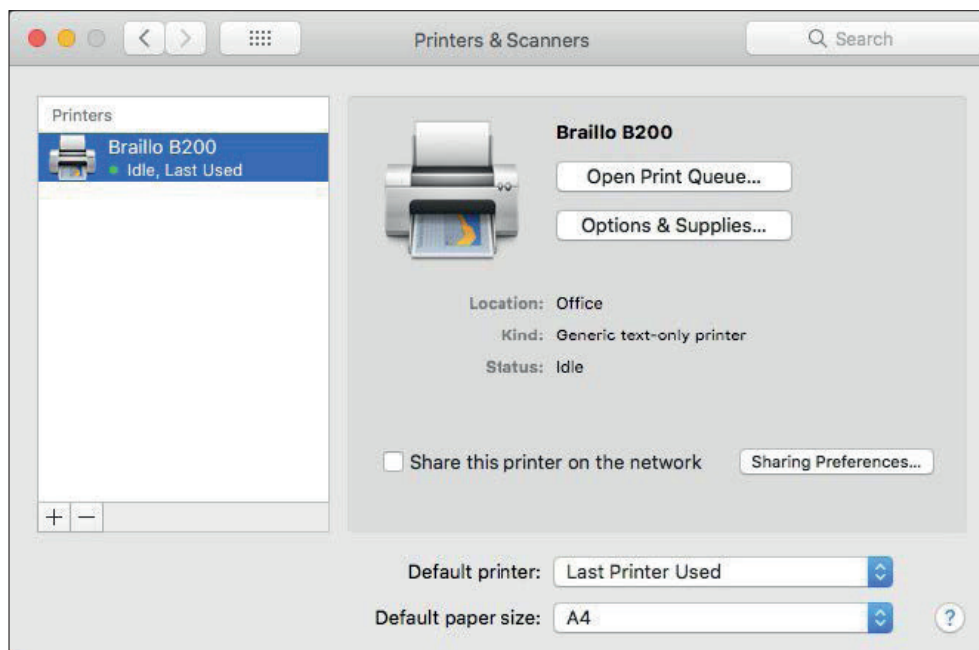 Printers & Scanners
Search
Printers
Braillo B200
Idle, Last Used
Braillo B200
Open Print Queue...
Options & Supplies...
Location: Office
Kind: Generic text-only printer
Status: Idle
Share this printer on the network
Sharing Preferences...
+ −
Default printer: Last Printer Used
Default paper size: A4
?